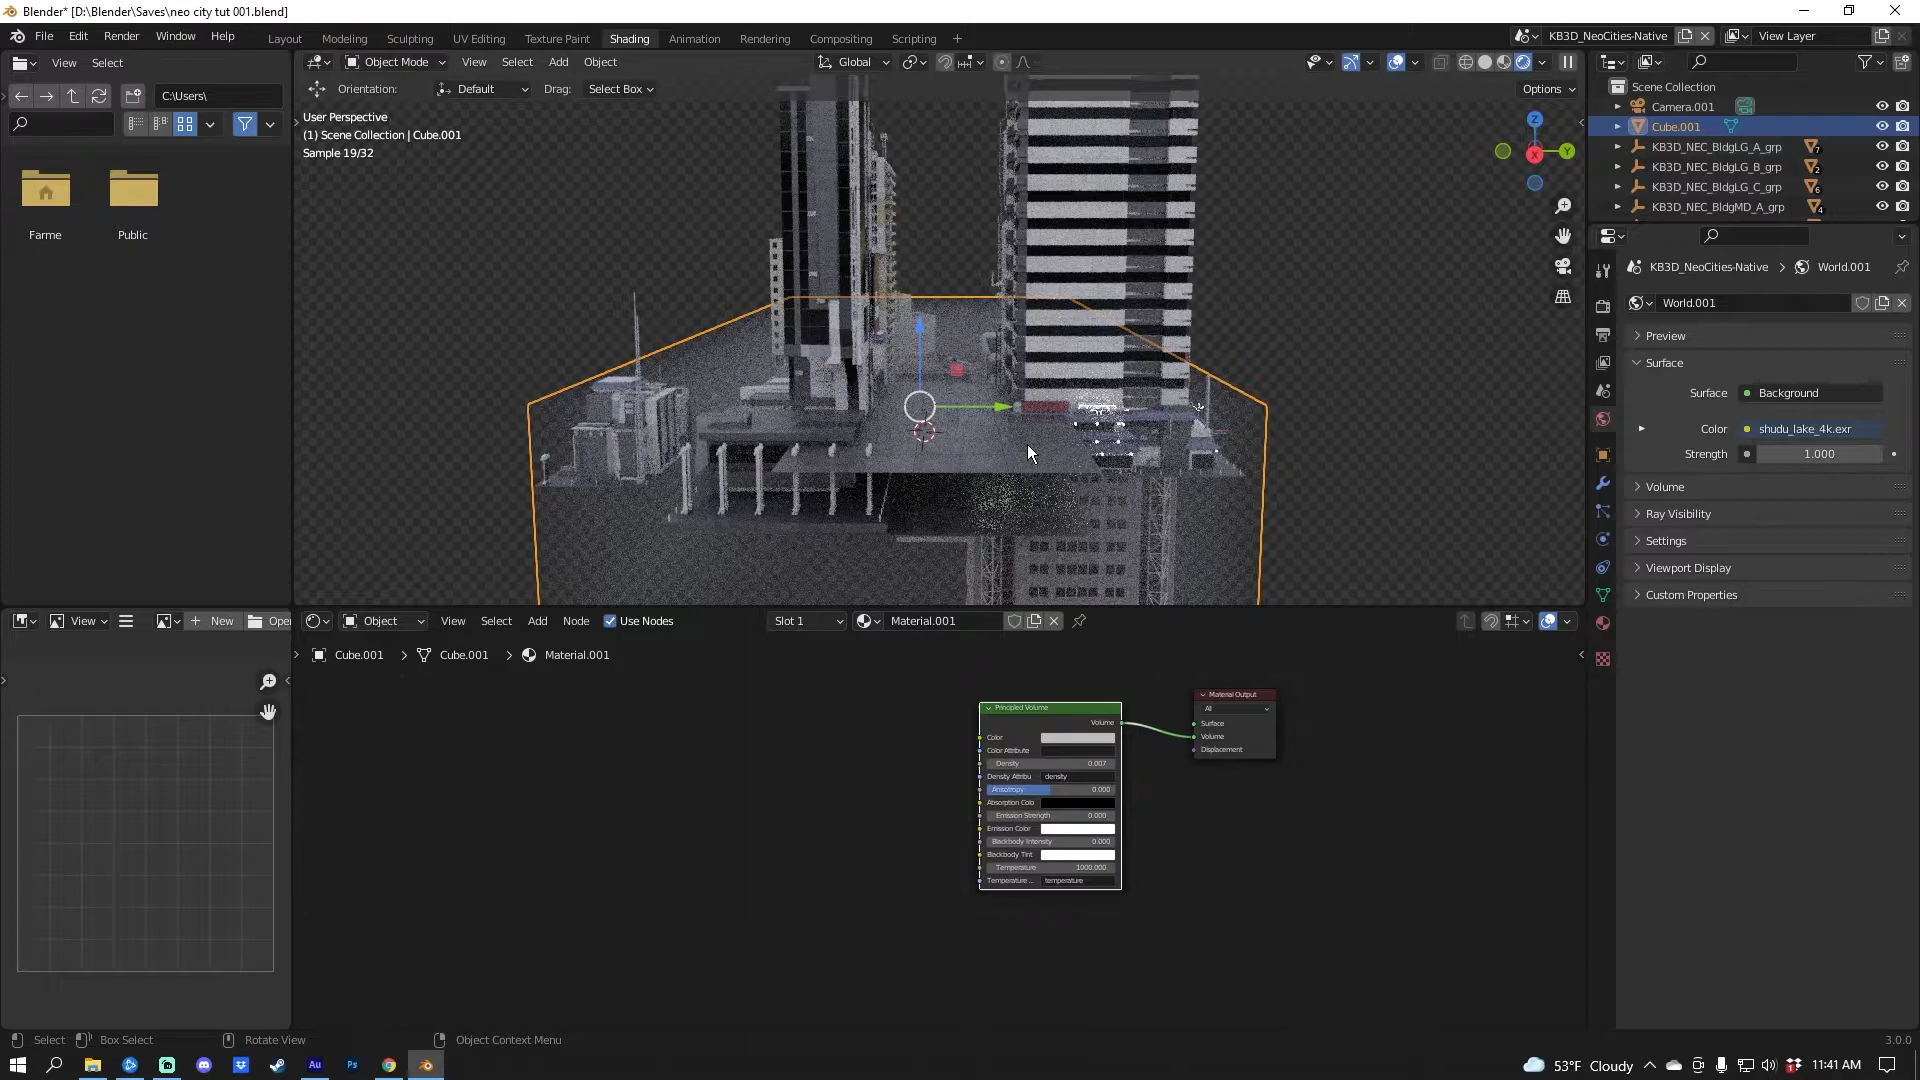 Blender* [D:\Blender\Saves\neo city tut 001.blend]
File Edit Render Window Help
Layout Modeling Sculpting UV Editing Texture Paint Shading Animation Rendering Compositing Scripting
KB3D_NeoCities-Native
View Layer
View Select
Object Mode View Select Add Object
Global
C:\Users\
Orientation: Default Drag: Select Box
Options
User Perspective
(1) Scene Collection | Cube.001
Sample 19/32
Z
Y
X
Farme Public
Scene Collection
Camera.001
Cube.001
KB3D_NEC_BldgLG_A_grp 7
KB3D_NEC_BldgLG_B_grp 2
KB3D_NEC_BldgLG_C_grp 6
KB3D_NEC_BldgMD_A_grp 4
KB3D_NeoCities-Native World.001
World.001
Preview
Surface
Surface Background
Color shudu_lake_4k.exr
Strength 1.000
Volume
Ray Visibility
Settings
Viewport Display
Custom Properties
View New Open
Object View Select Add Node Use Nodes Slot 1 Material.001
Cube.001 Cube.001 Material.001
Principled Volume
Volume
Color
Color Attribute
Density 0.007
Density Attribu density
Anisotropy 0.000
Absorption Colo
Emission Strength 0.000
Emission Color
Blackbody Intensity 0.000
Blackbody Tint
Temperature 1000.000
Temperature ... temperature
Material Output
All
Surface
Volume
Displacement
Select Box Select Rotate View Object Context Menu
3.0.0
Au Ps
53°F Cloudy
11:41 AM